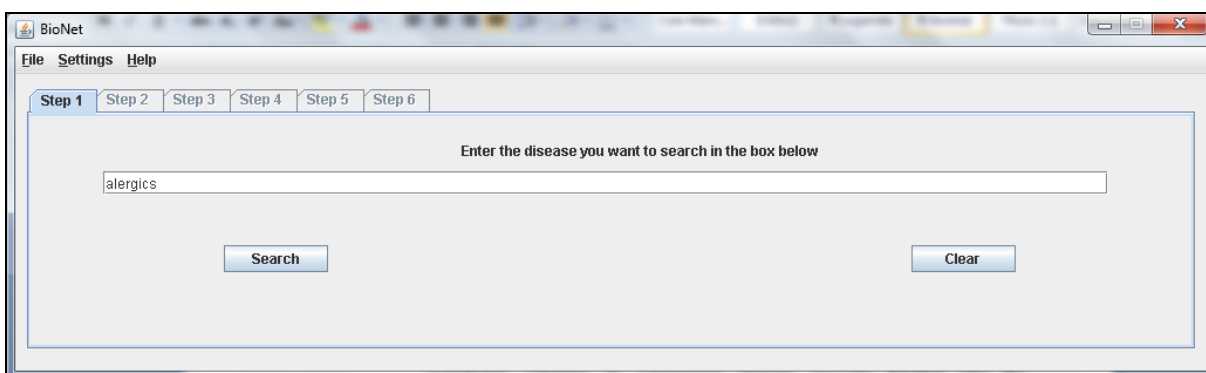 BioNet
File Settings Help
Step 1 Step 2 Step 3 Step 4 Step 5 Step 6
Enter the disease you want to search in the box below
alergics
Search Clear